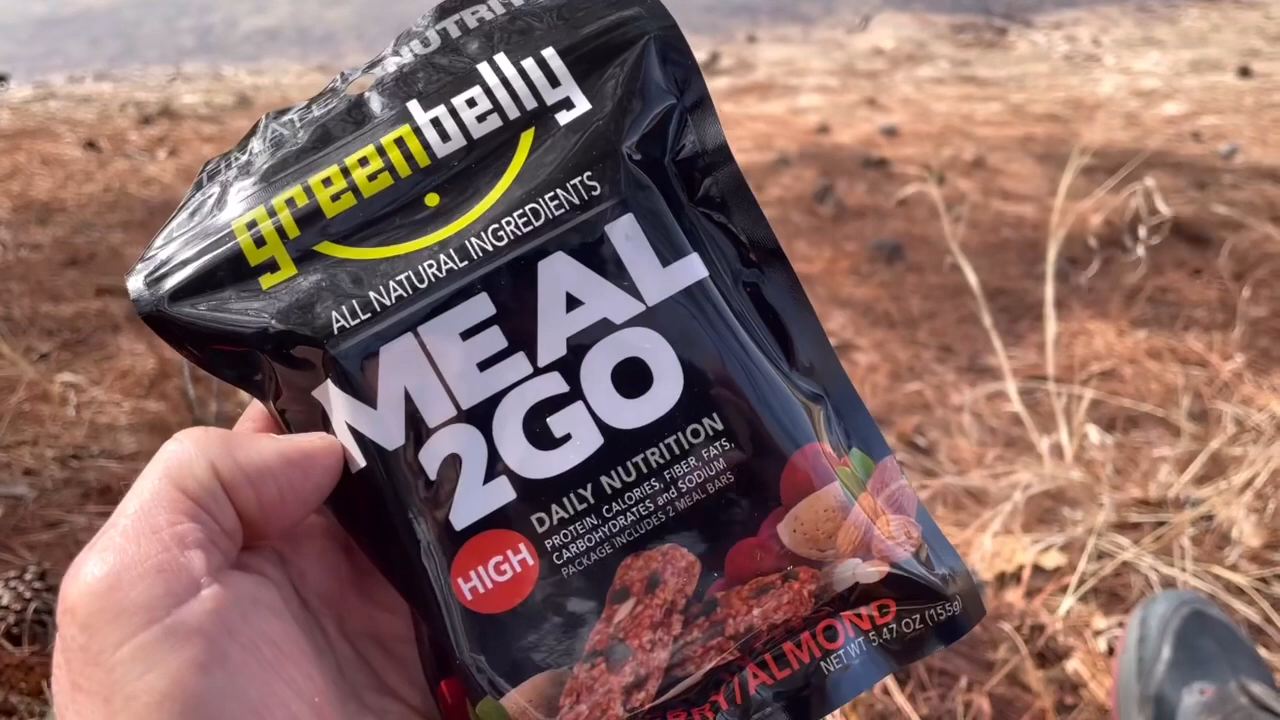 greenbelly
ALL NATURAL INGREDIENTS
MEAL
2GO
DAILY NUTRITION
HIGH
PROTEIN, CALORIES, FIBER, FATS,
CARBOHYDRATES and SODIUM
PACKAGE INCLUDES 2 MEAL BARS
/ALMOND
NET WT 5.47 OZ (155g)